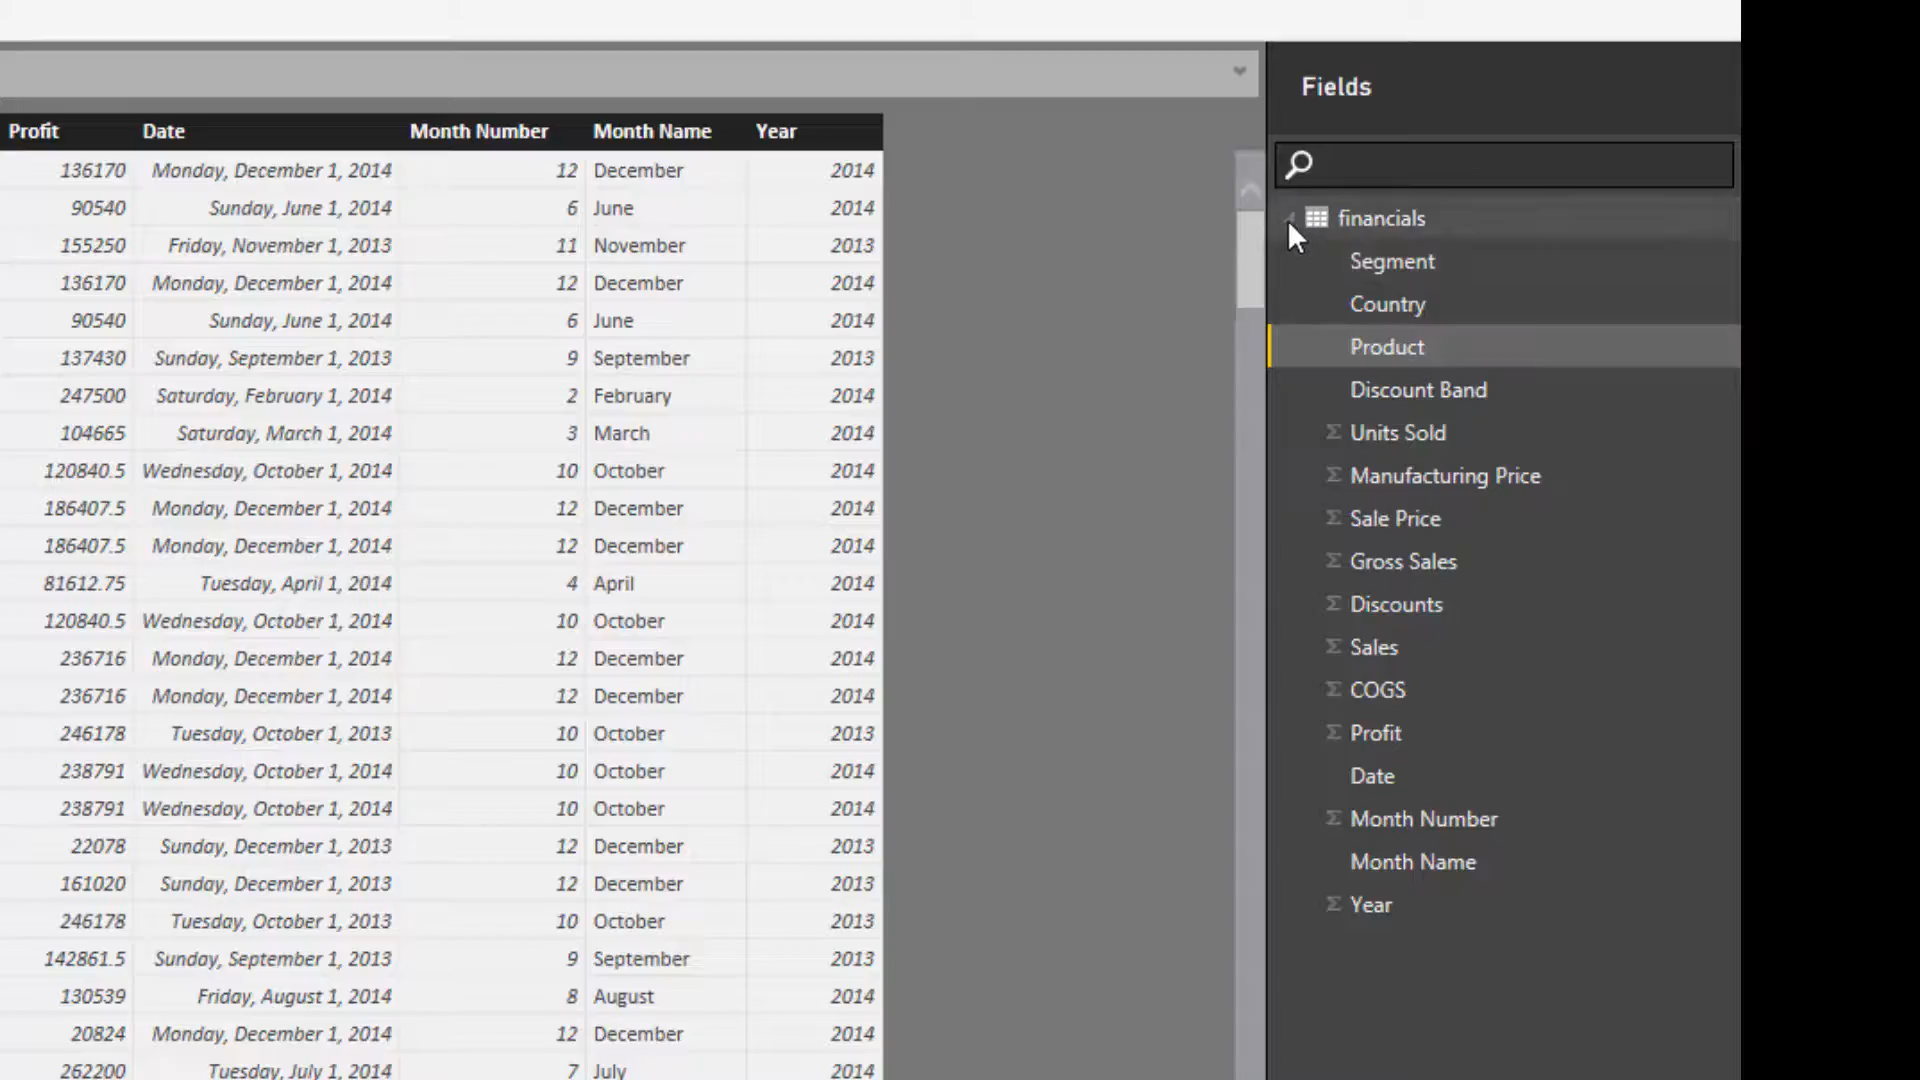 Fields
Profit Date Month Number Month Name Year
136170 Monday, December 1, 2014 12 December 2014
90540 Sunday, June 1, 2014 6 June 2014
155250 Friday, November 1, 2013 11 November 2013
136170 Monday, December 1, 2014 12 December 2014
90540 Sunday, June 1, 2014 6 June 2014
137430 Sunday, September 1, 2013 9 September 2013
247500 Saturday, February 1, 2014 2 February 2014
104665 Saturday, March 1, 2014 3 March 2014
120840.5 Wednesday, October 1, 2014 10 October 2014
186407.5 Monday, December 1, 2014 12 December 2014
186407.5 Monday, December 1, 2014 12 December 2014
81612.75 Tuesday, April 1, 2014 4 April 2014
120840.5 Wednesday, October 1, 2014 10 October 2014
236716 Monday, December 1, 2014 12 December 2014
236716 Monday, December 1, 2014 12 December 2014
246178 Tuesday, October 1, 2013 10 October 2013
238791 Wednesday, October 1, 2014 10 October 2014
238791 Wednesday, October 1, 2014 10 October 2014
22078 Sunday, December 1, 2013 12 December 2013
161020 Sunday, December 1, 2013 12 December 2013
246178 Tuesday, October 1, 2013 10 October 2013
142861.5 Sunday, September 1, 2013 9 September 2013
130539 Friday, August 1, 2014 8 August 2014
20824 Monday, December 1, 2014 12 December 2014
262200 Tuesday, July 1, 2014 7 July 2014
financials
Segment
Country
Product
Discount Band
Σ Units Sold
Σ Manufacturing Price
Σ Sale Price
Σ Gross Sales
Σ Discounts
Σ Sales
Σ COGS
Σ Profit
Date
Σ Month Number
Month Name
Σ Year